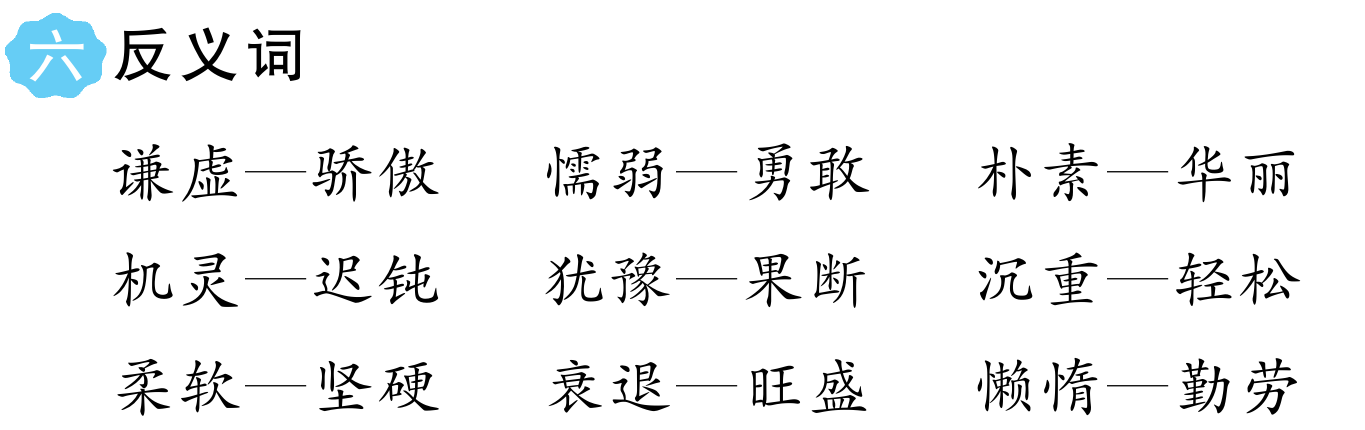 六 反义词
谦虚—骄傲 懦弱—勇敢 朴素—华丽
机灵—迟钝 犹豫—果断 沉重—轻松
柔软—坚硬 衰退—旺盛 懒惰—勤劳